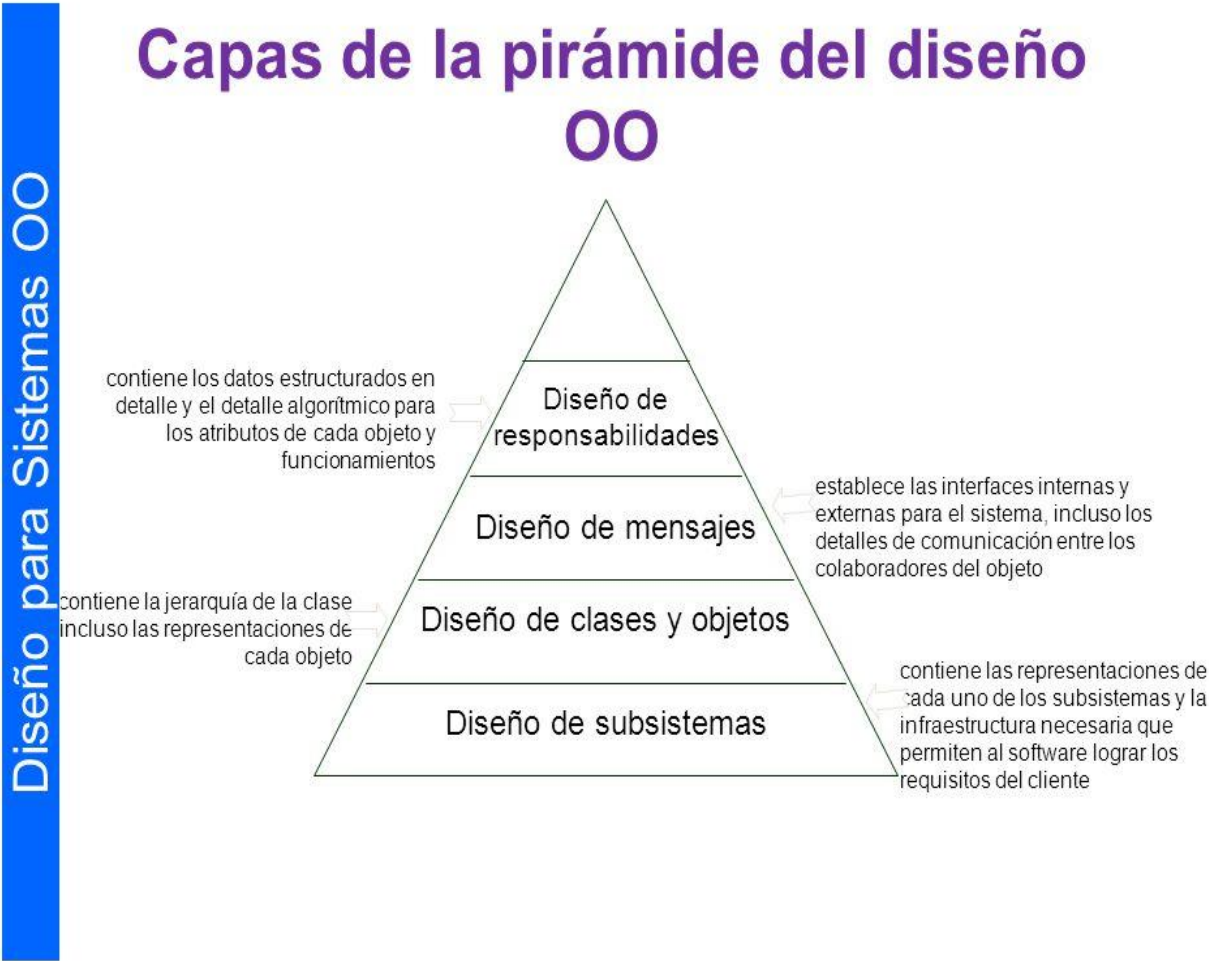 Capas de la pirámide del diseño
OO
Diseño para Sistemas OO
contiene los datos estructurados en
detalle y el detalle algorítmico para
los atributos de cada objeto y
funcionamientos
Diseño de
responsabilidades
establece las interfaces internas y
externas para el sistema, incluso los
detalles de comunicación entre los
colaboradores del objeto
Diseño de mensajes
contiene la jerarquía de la clase
incluso las representaciones de
cada objeto
Diseño de clases y objetos
contiene las representaciones de
cada uno de los subsistemas y la
infraestructura necesaria que
permiten al software lograr los
requisitos del cliente
Diseño de subsistemas